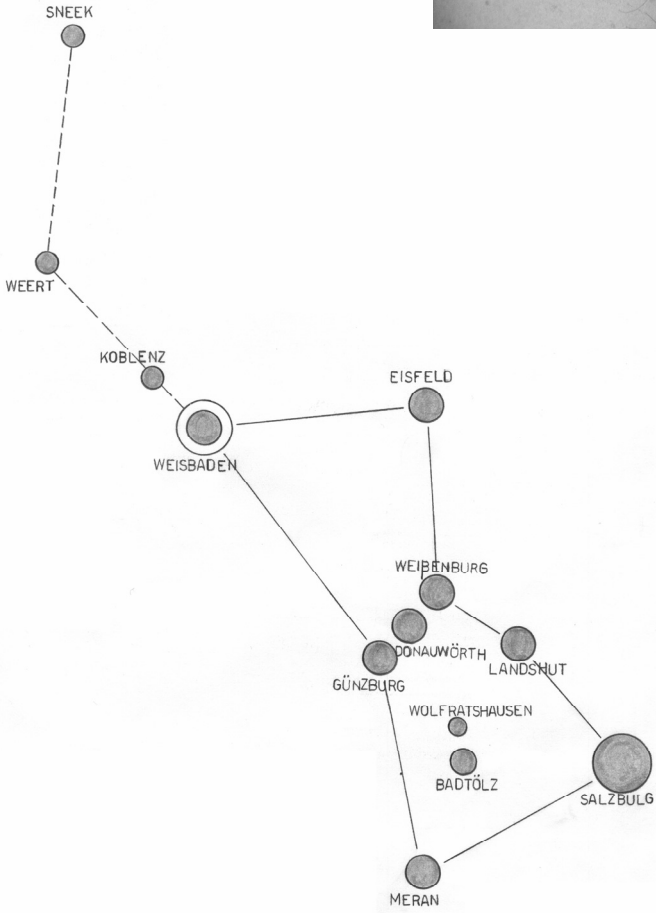 SNEEK
WEERT
KOBLENZ
EISFELD
WEISBADEN
WEIBENBURG
DONAUWÖRTH
LANDSHUT
GÜNZBURG
WOLFRATSHAUSEN
BADTÖLZ
SALZBULG
MERAN